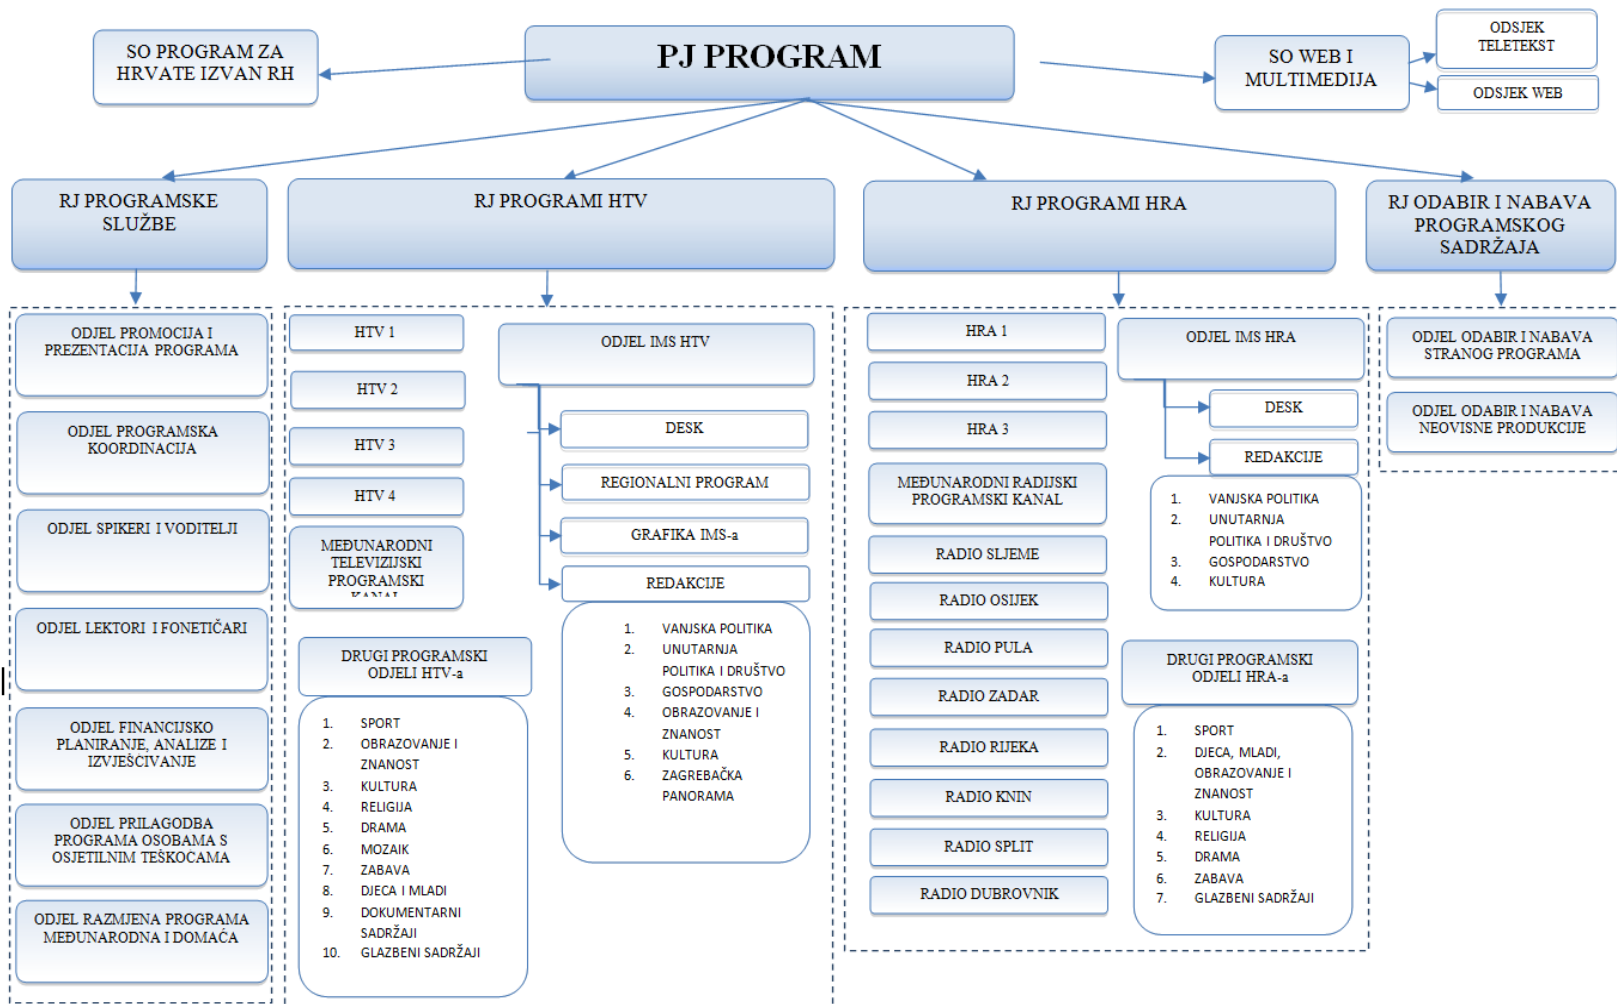 SO PROGRAM ZA
HRVATE IZVAN RH
PJ PROGRAM
SO WEB I
MULTIMEDIJA
ODSJEK
TELETEKST
ODSJEK WEB
RJ PROGRAMSKE
SLUŽBE
RJ PROGRAMI HTV
RJ PROGRAMI HRA
RJ ODABIR I NABAVA
PROGRAMSKOG
SADRŽAJA
ODJEL PROMOCIJA I
PREZENTACIJA PROGRAMA
ODJEL PROGRAMSKA
KOORDINACIJA
ODJEL SPIKERI I VODITELJI
ODJEL LEKTORI I FONETIČARI
ODJEL FINANCIJSKO
PLANIRANJE, ANALIZE I
IZVJEŠĆIVANJE
ODJEL PRILAGODBA
PROGRAMA OSOBAMA S
OSJETILNIM TEŠKOĆAMA
ODJEL RAZMJENA PROGRAMA
MEĐUNARODNA I DOMAĆA
HTV 1
HTV 2
HTV 3
HTV 4
MEĐUNARODNI
TELEVIZIJSKI
PROGRAMSKI
KANAL
DRUGI PROGRAMSKI
ODJELI HTV-a
1. SPORT
2. OBRAZOVANJE I
ZNANOST
3. KULTURA
4. RELIGIJA
5. DRAMA
6. MOZAIK
7. ZABAVA
8. DJECA I MLADI
9. DOKUMENTARNI
SADRŽAJI
10. GLAZBENI SADRŽAJI
ODJEL IMS HTV
DESK
REGIONALNI PROGRAM
GRAFIKA IMS-a
REDAKCIJE
1. VANJSKA POLITIKA
2. UNUTARNJA
POLITIKA I DRUŠTVO
3. GOSPODARSTVO
4. OBRAZOVANJE I
ZNANOST
5. KULTURA
6. ZAGREBAČKA
PANORAMA
HRA 1
HRA 2
HRA 3
MEĐUNARODNI RADIJSKI
PROGRAMSKI KANAL
RADIO SLJEME
RADIO OSIJEK
RADIO PULA
RADIO ZADAR
RADIO RIJEKA
RADIO KNIN
RADIO SPLIT
RADIO DUBROVNIK
ODJEL IMS HRA
DESK
REDAKCIJE
1. VANJSKA POLITIKA
2. UNUTARNJA
POLITIKA I DRUŠTVO
3. GOSPODARSTVO
4. KULTURA
DRUGI PROGRAMSKI
ODJELI HRA-a
1. SPORT
2. DJECA, MLADI,
OBRAZOVANJE I
ZNANOST
3. KULTURA
4. RELIGIJA
5. DRAMA
6. ZABAVA
7. GLAZBENI SADRŽAJI
ODJEL ODABIR I NABAVA
STRANOG PROGRAMA
ODJEL ODABIR I NABAVA
NEOVISNE PRODUKCIJE